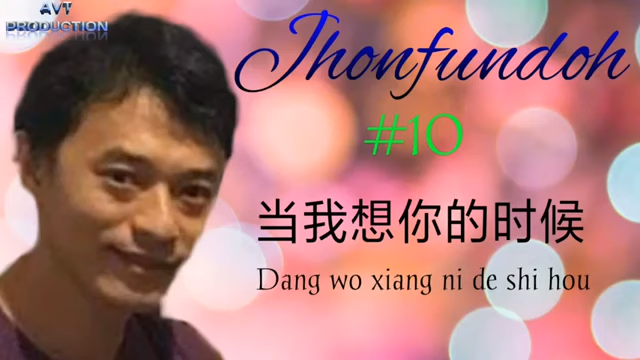 AVT
PRODUCTION
Jhonfundoh
#10
当我想你的时候
Dang wo xiang ni de shi hou